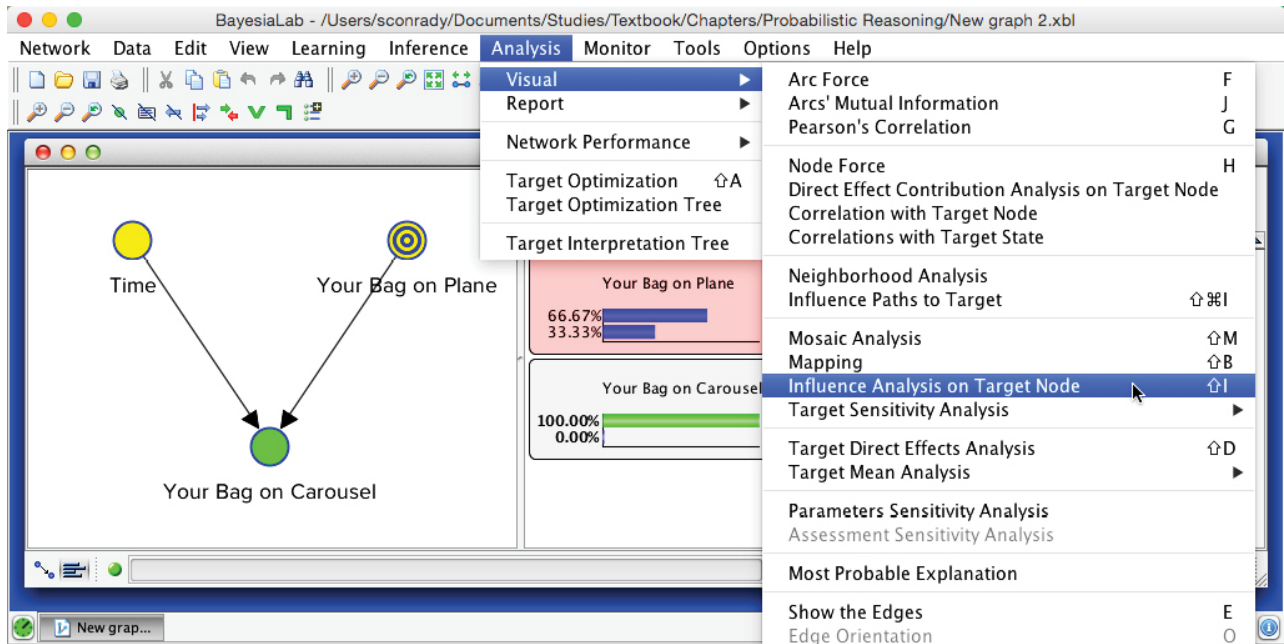 BayesiaLab - /Users/sconrady/Documents/Studies/Textbook/Chapters/Probabilistic Reasoning/New graph 2.xbl
Network Data Edit View Learning Inference Analysis Monitor Tools Options Help
Visual
Report
Network Performance
Target Optimization ⇧A
Target Optimization Tree
Target Interpretation Tree
Arc Force F
Arcs' Mutual Information J
Pearson's Correlation G
Node Force H
Direct Effect Contribution Analysis on Target Node
Correlation with Target Node
Correlations with Target State
Neighborhood Analysis
Influence Paths to Target ⇧⌘I
Mosaic Analysis ⇧M
Mapping ⇧B
Influence Analysis on Target Node ⇧I
Target Sensitivity Analysis
Target Direct Effects Analysis ⇧D
Target Mean Analysis
Parameters Sensitivity Analysis
Assessment Sensitivity Analysis
Most Probable Explanation
Show the Edges E
Edge Orientation O
Time
Your Bag on Plane
Your Bag on Carousel
Your Bag on Plane
66.67%
33.33%
Your Bag on Carousel
100.00%
0.00%
New grap...